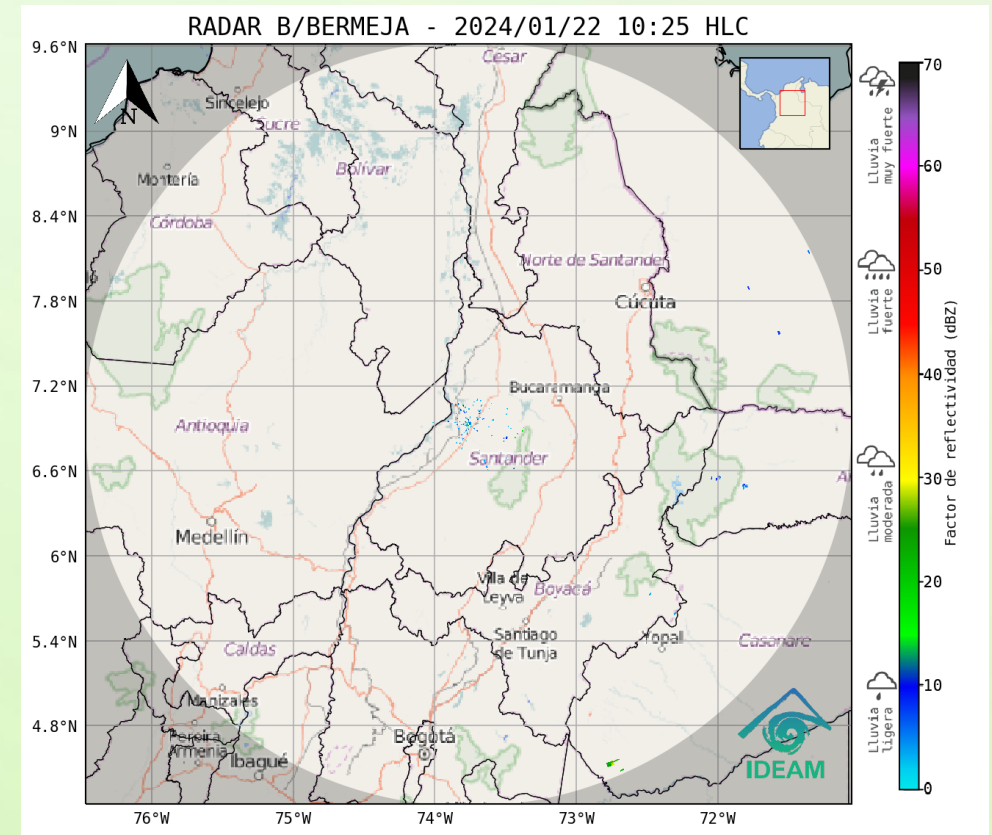 RADAR B/BERMEJA - 2024/01/22 10:25 HLC
9.6°N
9°N
8.4°N
7.8°N
7.2°N
6.6°N
6°N
5.4°N
4.8°N
76°W
75°W
74°W
73°W
72°W
N
Cesar
Sincelejo
Sucre
Bolívar
Montería
Córdoba
Norte de Santander
Cúcuta
Bucaramanga
Antioquia
Santander
Medellín
Villa de
Leyva
Boyacá
Santiago
de Tunja
Yopal
Casanare
Caldas
Manizales
Pereira
Armenia
Ibagué
Bogotá
IDEAM
Lluvia
muy fuerte
Lluvia
fuerte
Lluvia
moderada
Lluvia
ligera
70
60
50
40
30
20
10
0
Factor de reflectividad (dBZ)